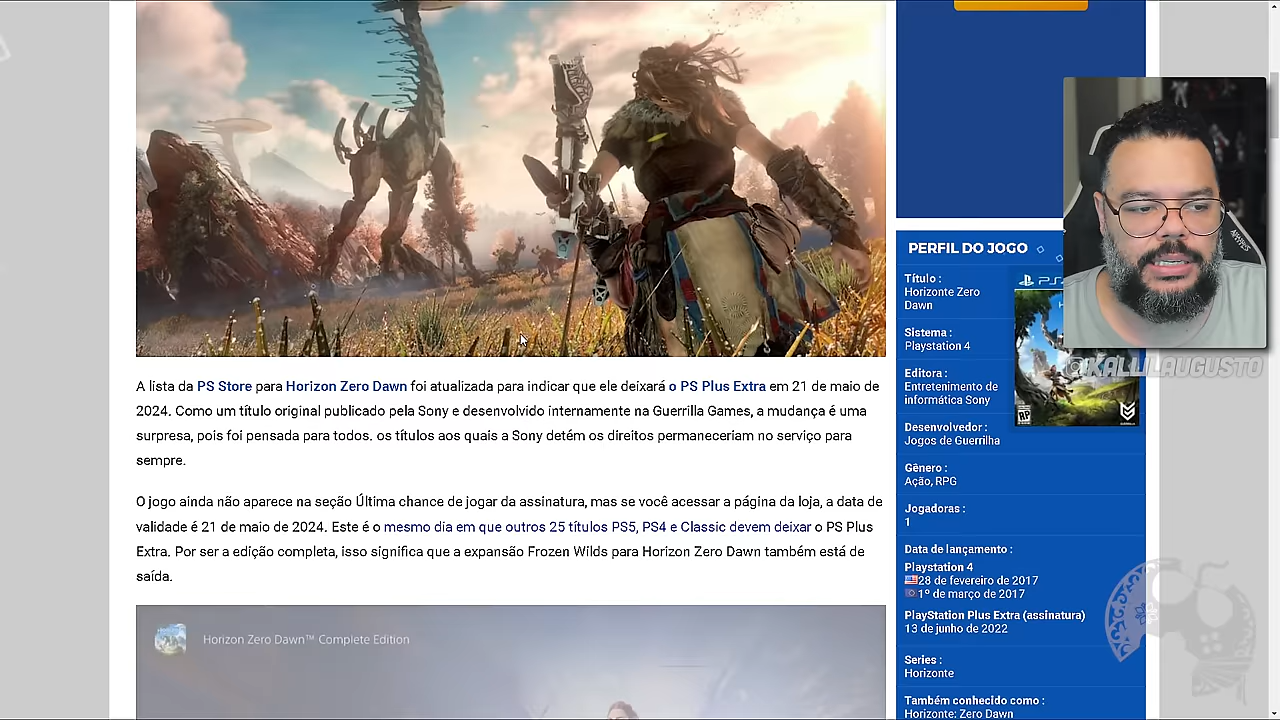 A lista da PS Store para Horizon Zero Dawn foi atualizada para indicar que ele deixará o PS Plus Extra em 21 de maio de
2024. Como um título original publicado pela Sony e desenvolvido internamente na Guerrilla Games, a mudança é uma
surpresa, pois foi pensada para todos. os títulos aos quais a Sony detém os direitos permaneceriam no serviço para
sempre.
O jogo ainda não aparece na seção Última chance de jogar da assinatura, mas se você acessar a página da loja, a data de
validade é 21 de maio de 2024. Este é o mesmo dia em que outros 25 títulos PS5, PS4 e Classic devem deixar o PS Plus
Extra. Por ser a edição completa, isso significa que a expansão Frozen Wilds para Horizon Zero Dawn também está de
saída.
Horizon Zero Dawn™ Complete Edition
PERFIL DO JOGO
Título :
Horizonte Zero
Dawn
Sistema :
Playstation 4
Editora :
Entretenimento de
informática Sony
Desenvolvedor :
Jogos de Guerrilha
Gênero :
Ação, RPG
Jogadoras :
1
Data de lançamento :
Playstation 4
28 de fevereiro de 2017
1º de março de 2017
PlayStation Plus Extra (assinatura)
13 de junho de 2022
Series :
Horizonte
Também conhecido como :
Horizonte: Zero Dawn
PS4
RP
@KALLILAUGUSTO